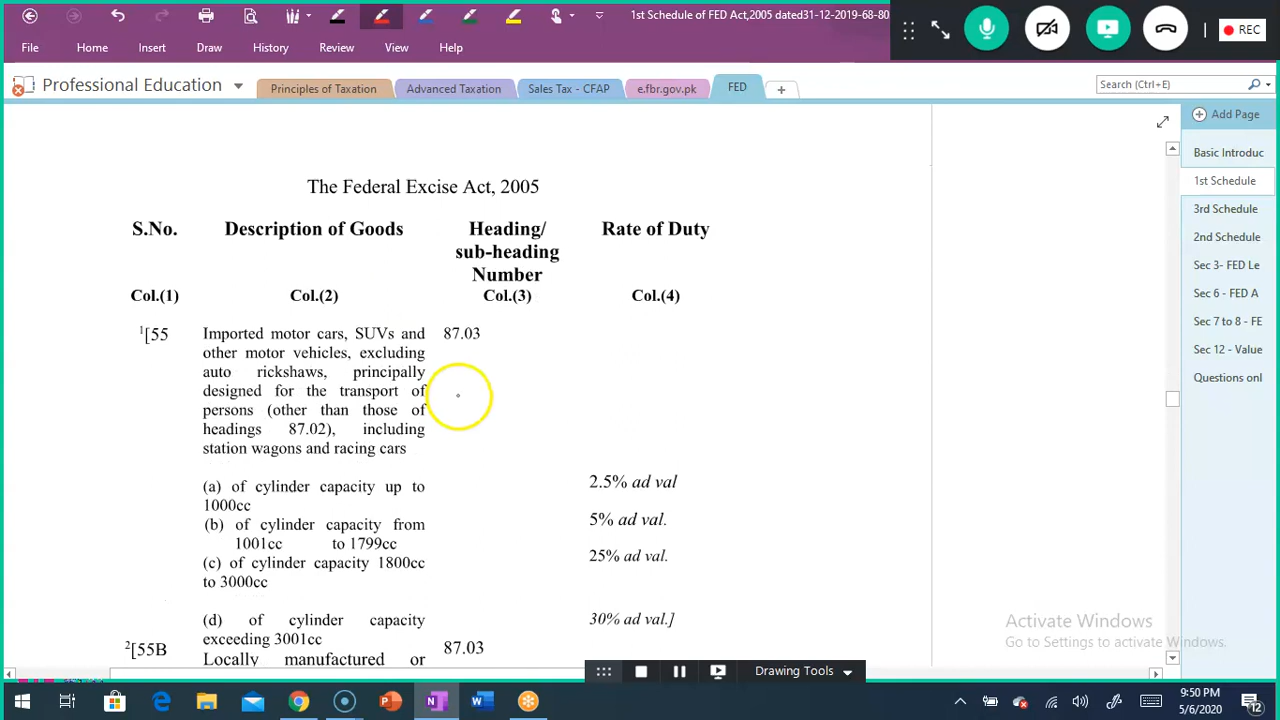 1st Schedule of FED Act,2005 dated31-12-2019-68-80
REC
File Home Insert Draw History Review View Help
Professional Education
Principles of Taxation
Advanced Taxation
Sales Tax - CFAP
e.fbr.gov.pk
FED
Search (Ctrl+E)
Add Page
Basic Introduc
1st Schedule
3rd Schedule
2nd Schedule
Sec 3- FED Le
Sec 6 - FED A
Sec 7 to 8 - FE
Sec 12 - Value
Questions onl
The Federal Excise Act, 2005
S.No. Description of Goods Heading/ Rate of Duty
sub-heading
Number
Col.(1) Col.(2) Col.(3) Col.(4)
1[55 Imported motor cars, SUVs and 87.03
other motor vehicles, excluding
auto rickshaws, principally
designed for the transport of
persons (other than those of
headings 87.02), including
station wagons and racing cars
(a) of cylinder capacity up to 2.5% ad val
1000cc
(b) of cylinder capacity from 5% ad val.
1001cc to 1799cc
(c) of cylinder capacity 1800cc 25% ad val.
to 3000cc
(d) of cylinder capacity 30% ad val.]
exceeding 3001cc
2[55B Locally manufactured or 87.03
Activate Windows
Go to Settings to activate Windows.
Drawing Tools
9:50 PM
5/6/2020
12